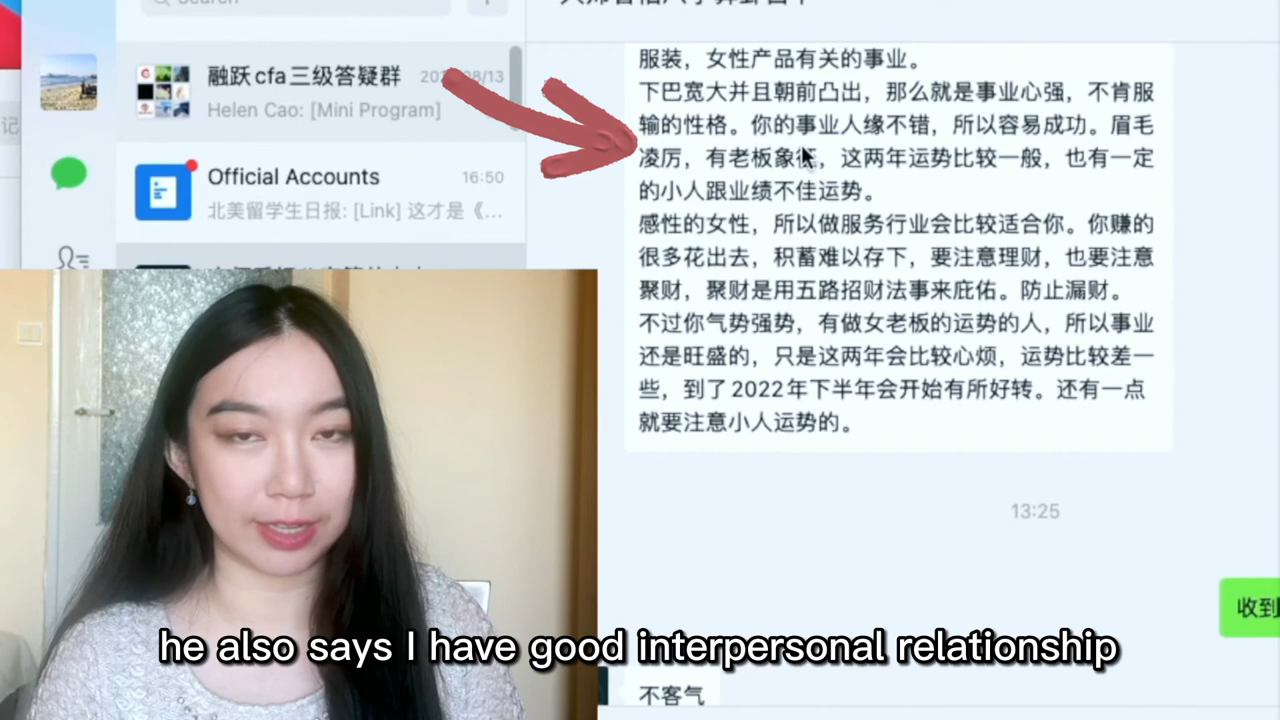 Search
融跃cfa三级答疑群
Helen Cao: [Mini Program]
Official Accounts
16:50
北美留学生日报: [Link] 这才是《...
记
服装，女性产品有关的事业。
下巴宽大并且朝前凸出，那么就是事业心强，不肯服
输的性格。你的事业人缘不错，所以容易成功。眉毛
凌厉，有老板象征，这两年运势比较一般，也有一定
的小人跟业绩不佳运势。
感性的女性，所以做服务行业会比较适合你。你赚的
很多花出去，积蓄难以存下，要注意理财，也要注意
聚财，聚财是用五路招财法事来庇佑。防止漏财。
不过你气势强势，有做女老板的运势的人，所以事业
还是旺盛的，只是这两年会比较心烦，运势比较差一
些，到了2022年下半年会开始有所好转。还有一点
就要注意小人运势的。
13:25
收到
不客气
he also says I have good interpersonal relationship